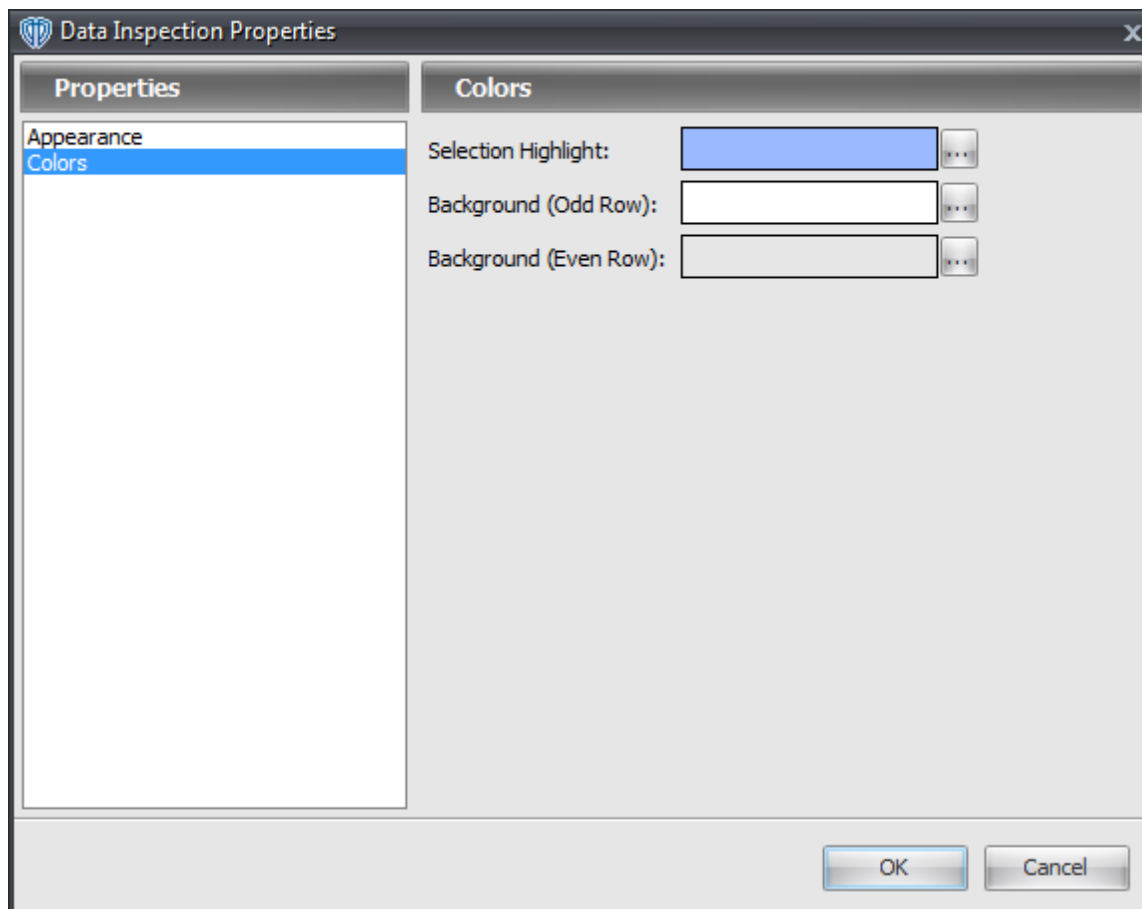 Data Inspection Properties
x
Properties
Colors
Appearance
Colors
Selection Highlight:
...
Background (Odd Row):
...
Background (Even Row):
...
OK
Cancel